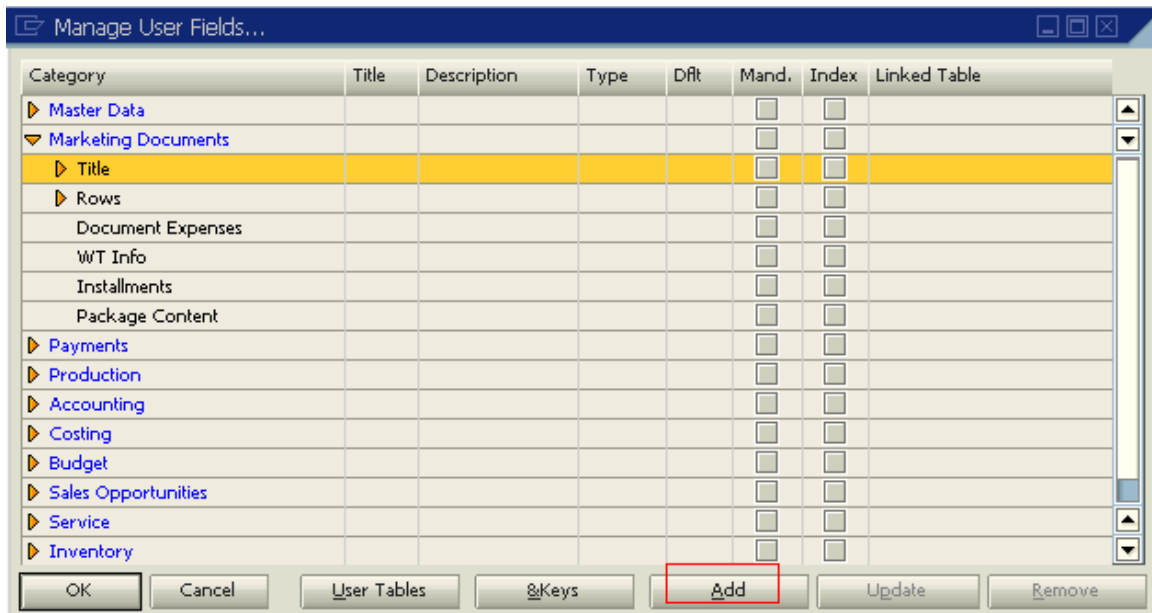 Manage User Fields...
Category Title Description Type Dflt Mand. Index Linked Table
Master Data
Marketing Documents
Title
Rows
Document Expenses
WT Info
Installments
Package Content
Payments
Production
Accounting
Costing
Budget
Sales Opportunities
Service
Inventory
OK Cancel User Tables &Keys Add Update Remove